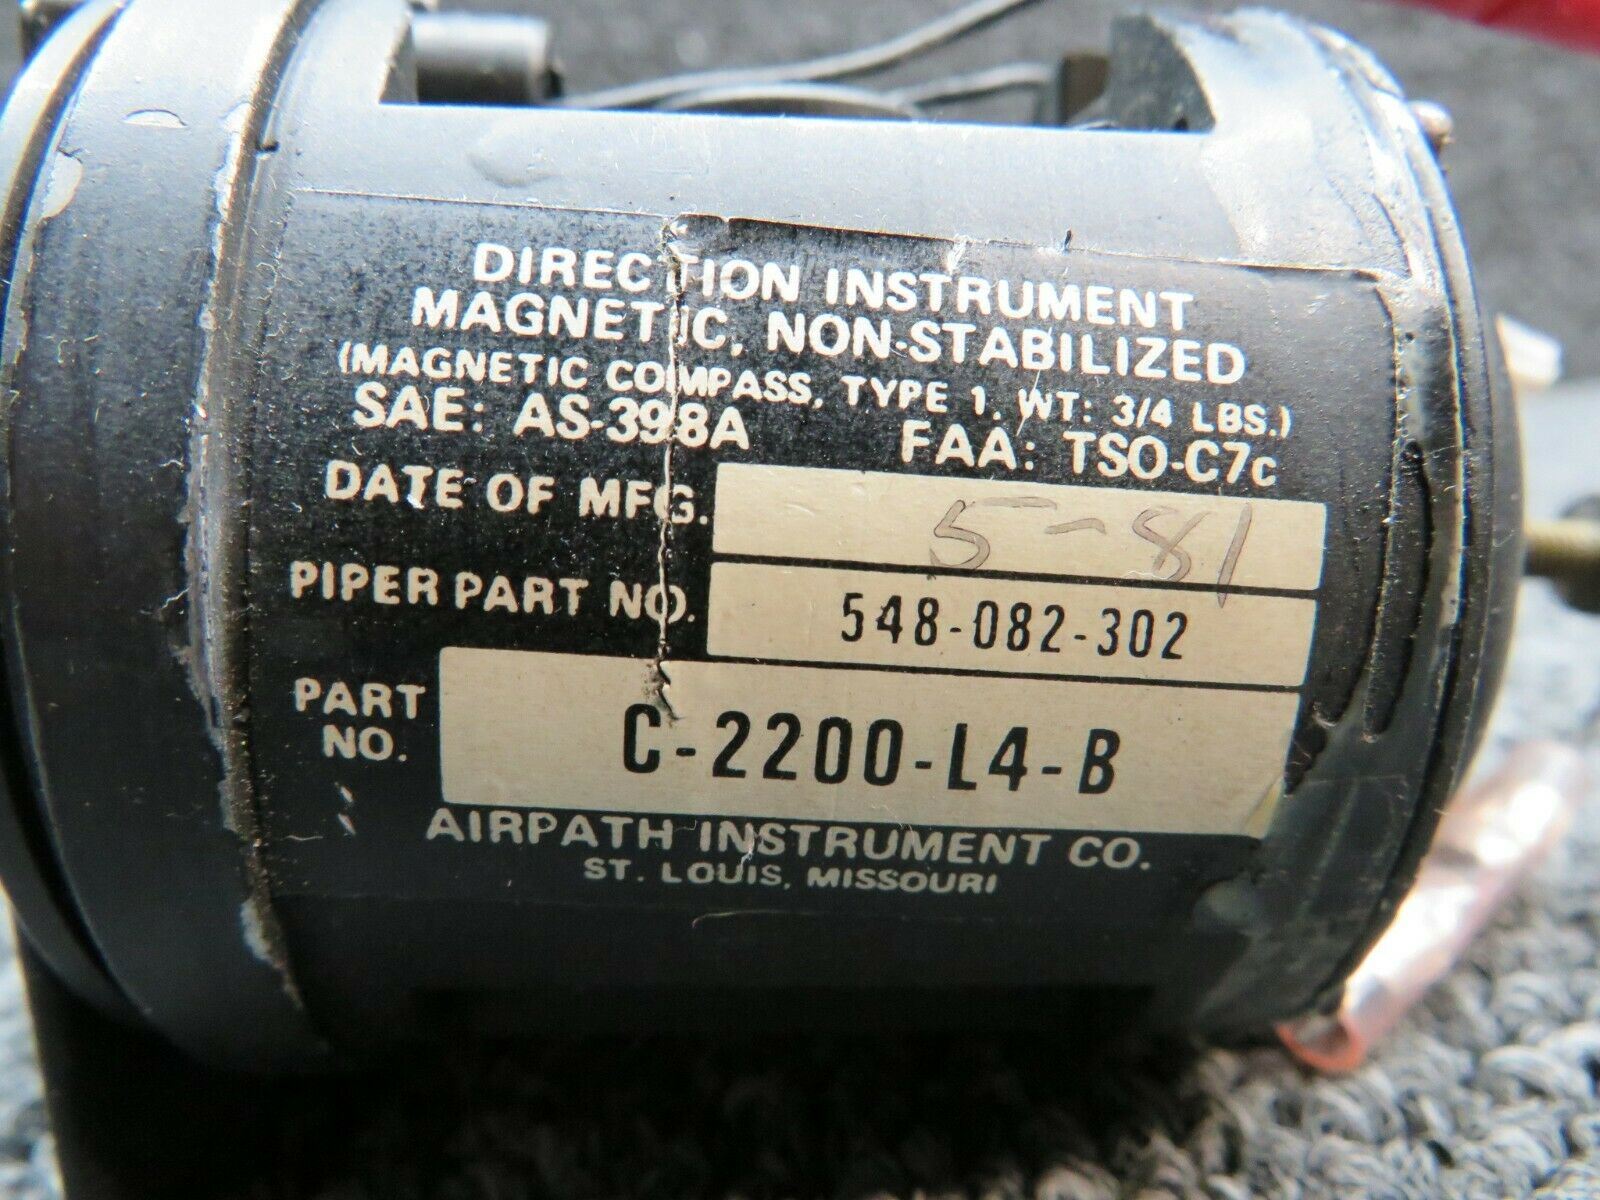 DIRECTION INSTRUMENT
MAGNETIC, NON-STABILIZED
(MAGNETIC COMPASS, TYPE 1, WT: 3/4 LBS.)
SAE: AS-398A FAA: TSO-C7c
DATE OF MFG. 5-81
PIPER PART NO. 548-082-302
PART NO. C-2200-L4-B
AIRPATH INSTRUMENT CO.
ST. LOUIS, MISSOURI